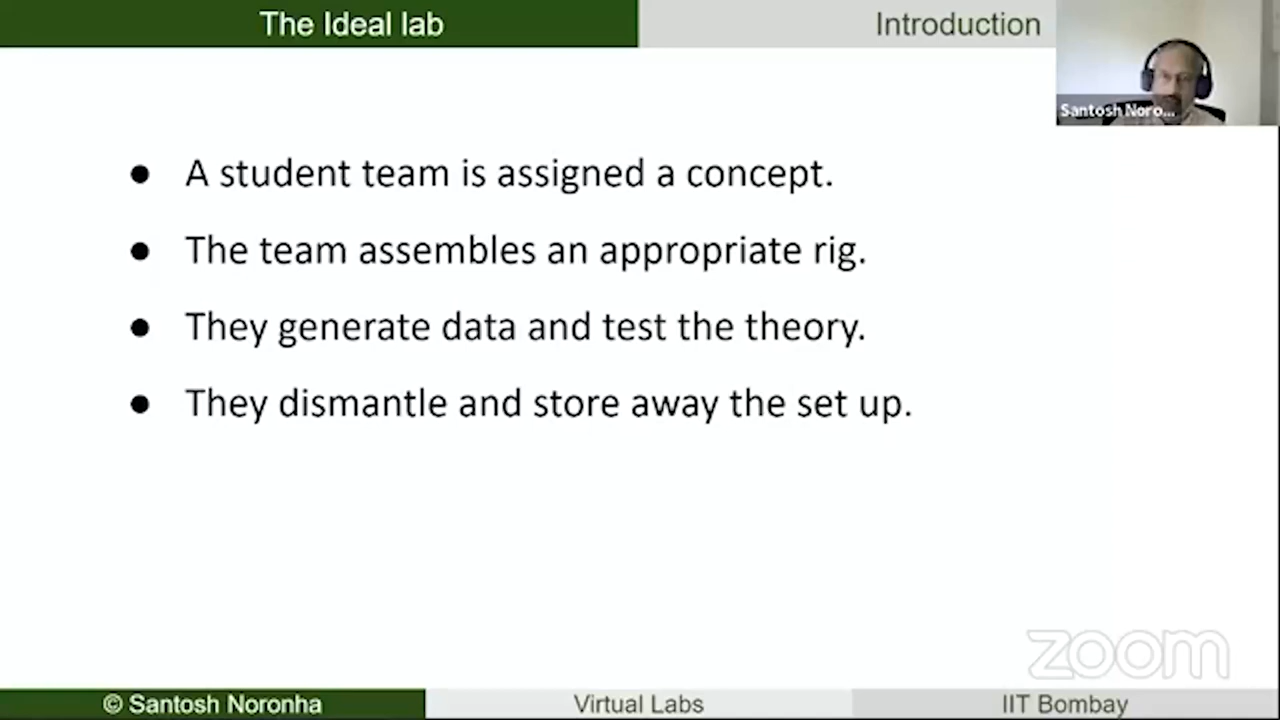 The Ideal lab
Introduction
Santosh Noro...
● A student team is assigned a concept.
● The team assembles an appropriate rig.
● They generate data and test the theory.
● They dismantle and store away the set up.
zoom
© Santosh Noronha
Virtual Labs
IIT Bombay